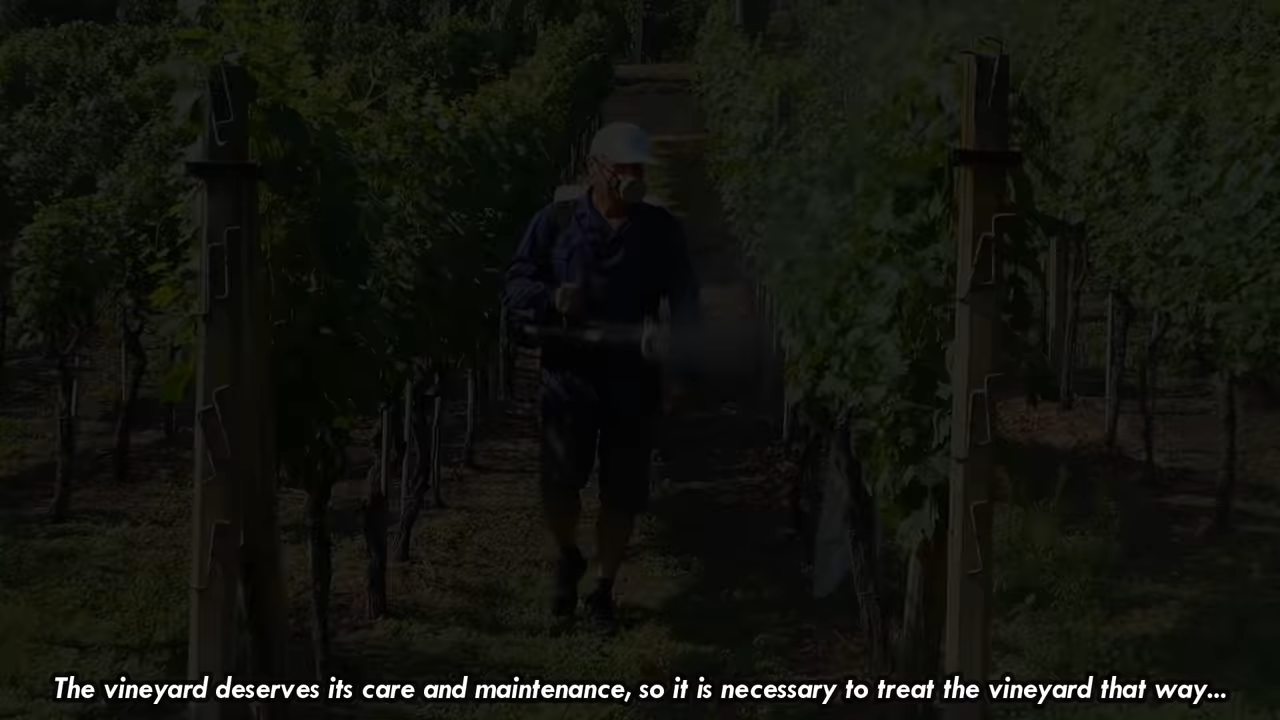 The vineyard deserves its care and maintenance, so it is necessary to treat the vineyard that way...